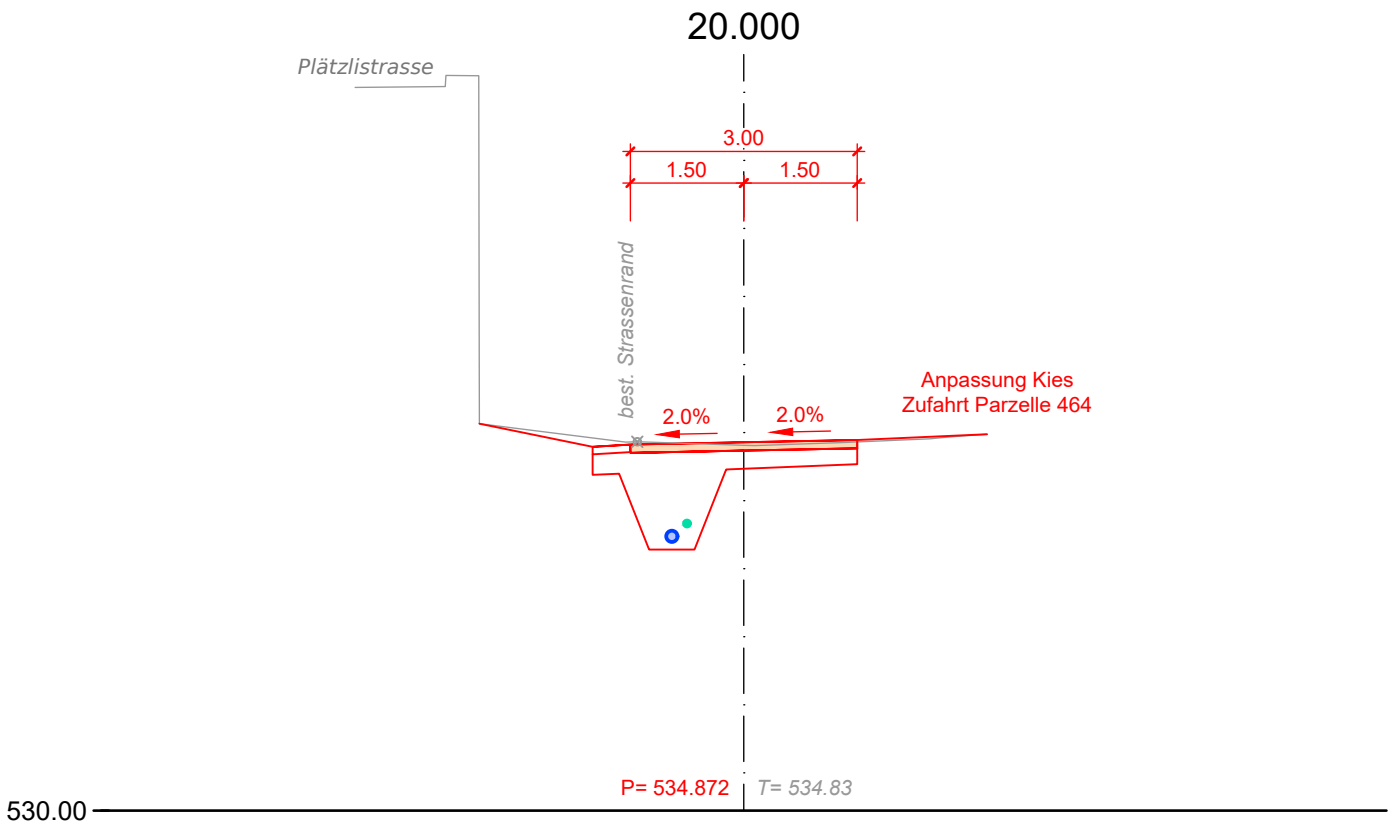 20.000
Plätzlistrasse
3.00
1.50
1.50
best. Strassenrand
Anpassung Kies
Zufahrt Parzelle 464
2.0%
2.0%
P= 534.872
T= 534.83
530.00